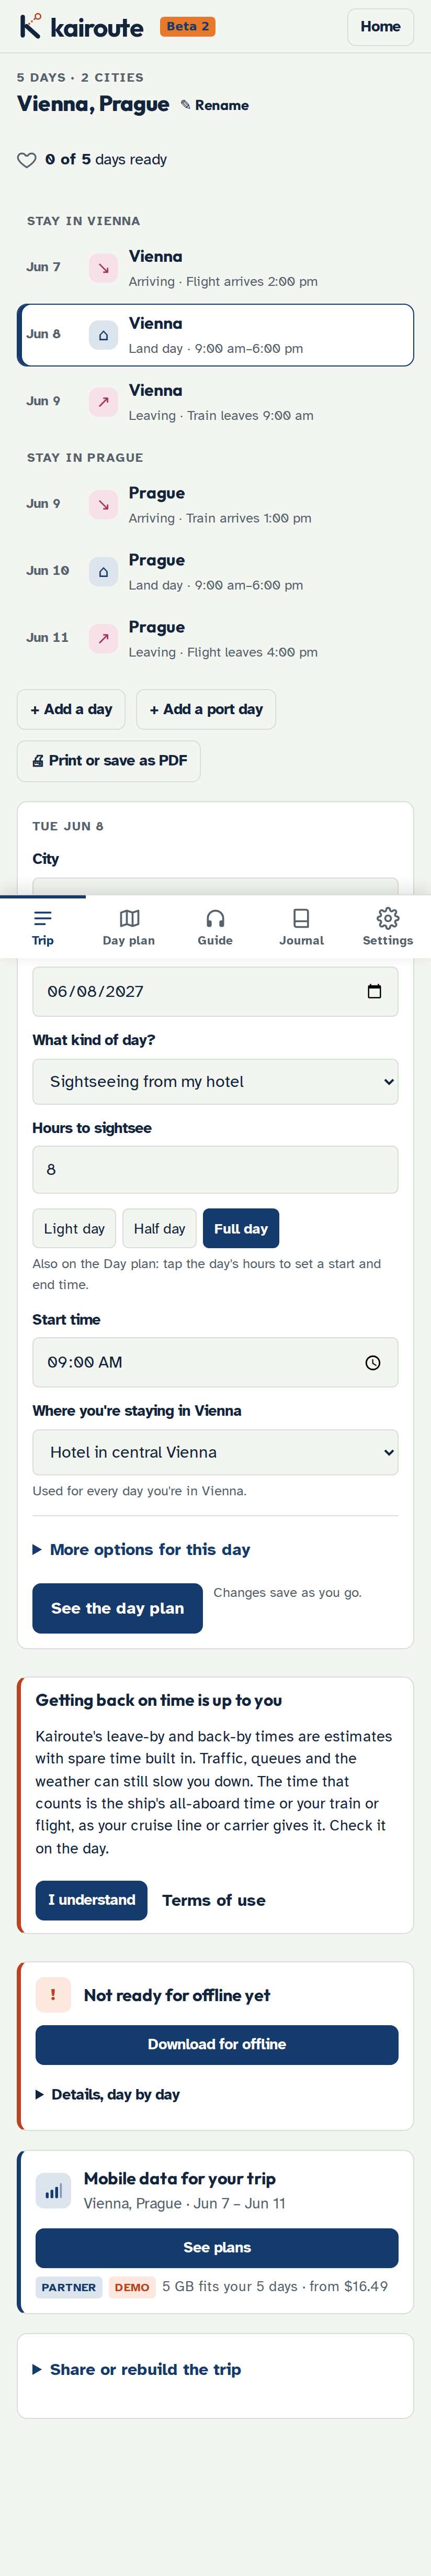 kairoute Beta 2 Home
5 DAYS · 2 CITIES
Vienna, Prague ✎ Rename
0 of 5 days ready
STAY IN VIENNA
Jun 7 ↘ Vienna
Arriving · Flight arrives 2:00 pm
Jun 8 ⌂ Vienna
Land day · 9:00 am–6:00 pm
Jun 9 ↗ Vienna
Leaving · Train leaves 9:00 am
STAY IN PRAGUE
Jun 9 ↘ Prague
Arriving · Train arrives 1:00 pm
Jun 10 ⌂ Prague
Land day · 9:00 am–6:00 pm
Jun 11 ↗ Prague
Leaving · Flight leaves 4:00 pm
+ Add a day + Add a port day
Print or save as PDF
TUE JUN 8
City
Trip Day plan Guide Journal Settings
06/08/2027
What kind of day?
Sightseeing from my hotel
Hours to sightsee
8
Light day Half day Full day
Also on the Day plan: tap the day's hours to set a start and
end time.
Start time
09:00 AM
Where you're staying in Vienna
Hotel in central Vienna
Used for every day you're in Vienna.
▶ More options for this day
See the day plan Changes save as you go.
Getting back on time is up to you
Kairoute's leave-by and back-by times are estimates
with spare time built in. Traffic, queues and the
weather can still slow you down. The time that
counts is the ship's all-aboard time or your train or
flight, as your cruise line or carrier gives it. Check it
on the day.
I understand Terms of use
! Not ready for offline yet
Download for offline
▶ Details, day by day
Mobile data for your trip
Vienna, Prague · Jun 7 – Jun 11
See plans
PARTNER DEMO 5 GB fits your 5 days · from $16.49
▶ Share or rebuild the trip